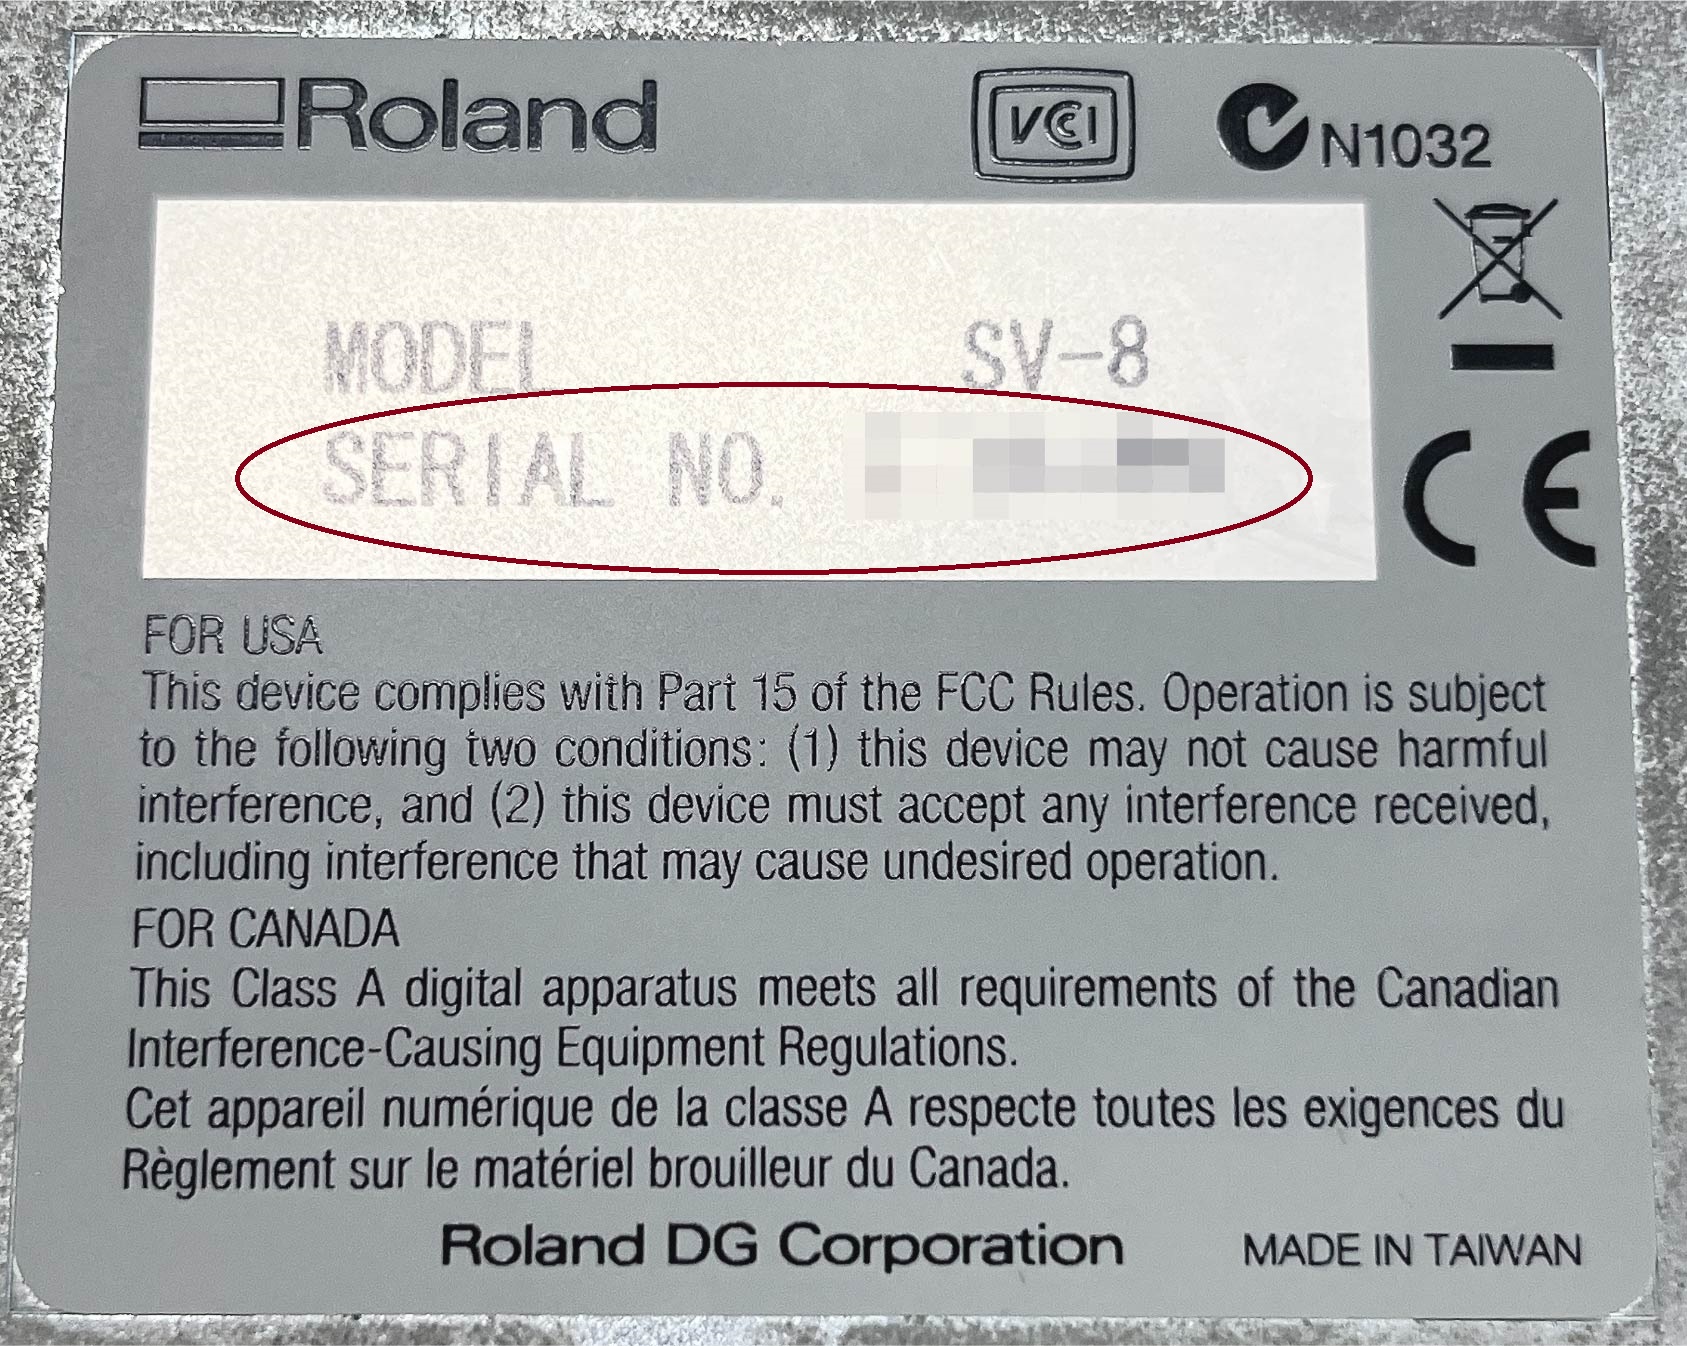 Roland
VCCI
N1032
MODEL SV-8
SERIAL NO.
CE
FOR USA
This device complies with Part 15 of the FCC Rules. Operation is subject
to the following two conditions: (1) this device may not cause harmful
interference, and (2) this device must accept any interference received,
including interference that may cause undesired operation.
FOR CANADA
This Class A digital apparatus meets all requirements of the Canadian
Interference-Causing Equipment Regulations.
Cet appareil numérique de la classe A respecte toutes les exigences du
Règlement sur le matériel brouilleur du Canada.
Roland DG Corporation MADE IN TAIWAN